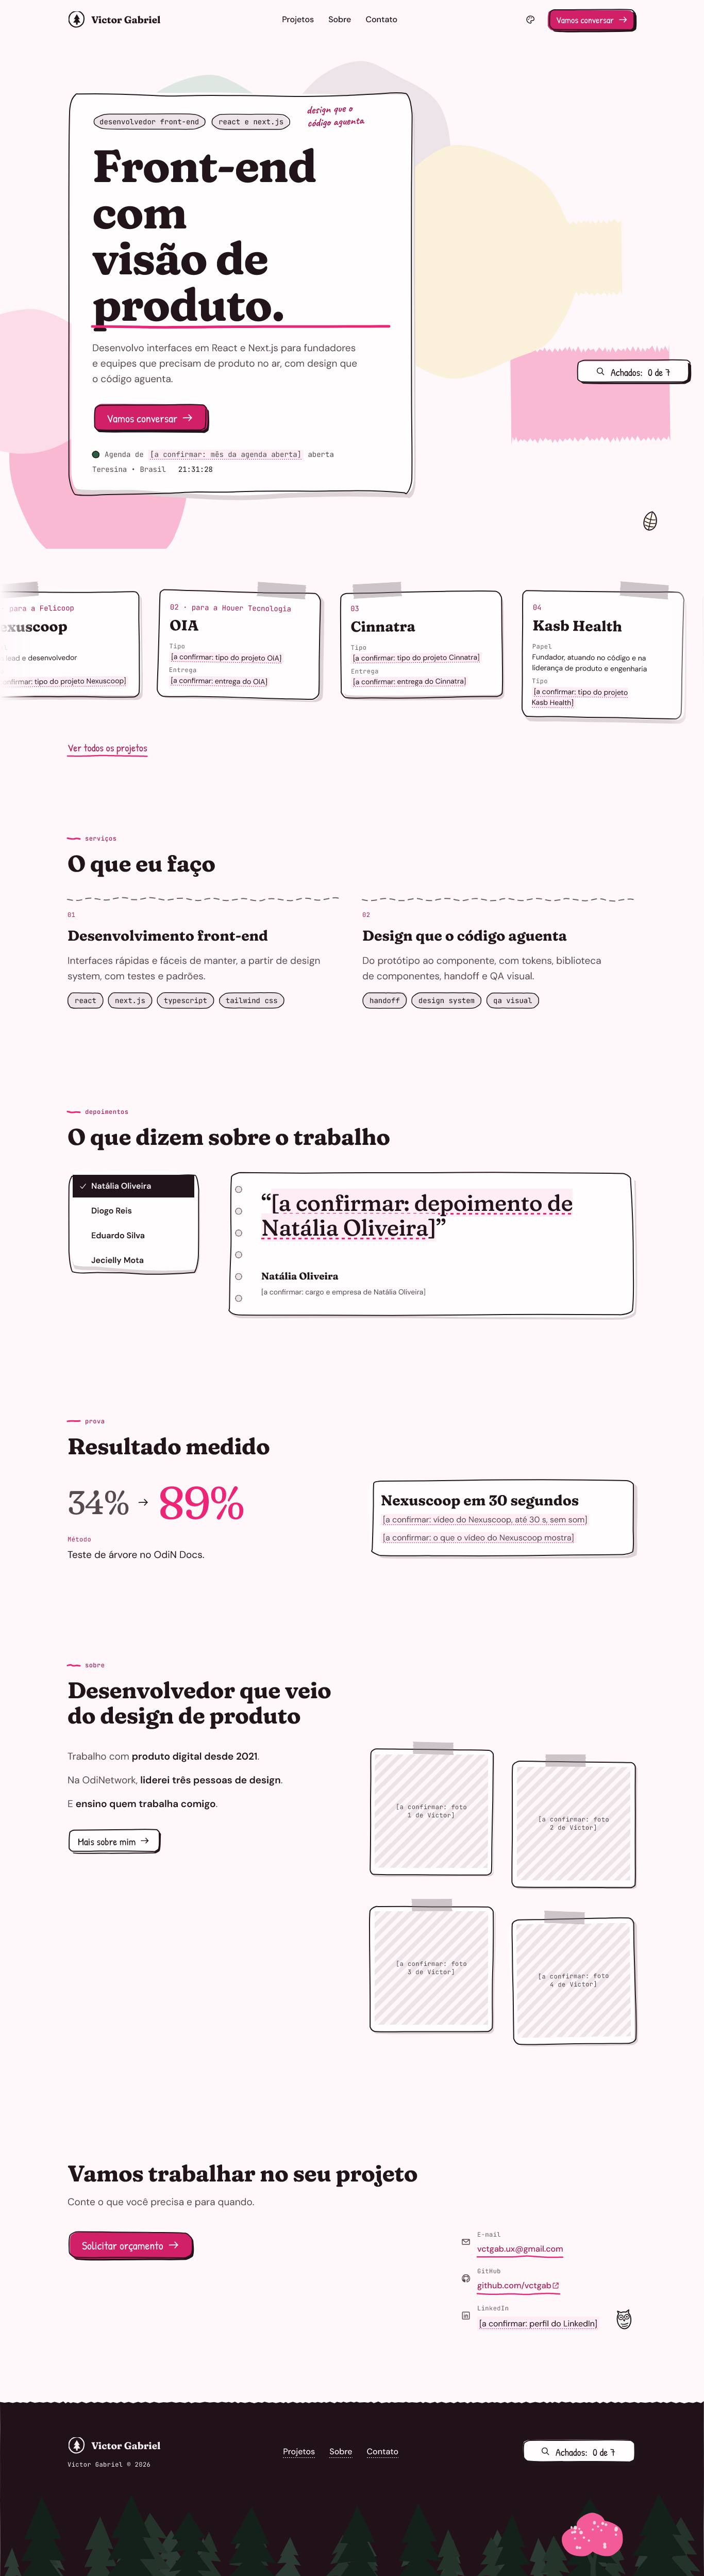 Victor Gabriel
Projetos Sobre Contato
Vamos conversar →
desenvolvedor front-end
react e next.js
design que o
código aguenta
Front-end
com
visão de
produto.
Desenvolvo interfaces em React e Next.js para fundadores
e equipes que precisam de produto no ar, com design que
o código aguenta.
Vamos conversar →
Agenda de [a confirmar: mês da agenda aberta] aberta
Teresina • Brasil 21:31:28
Achados: 0 de 7
para a Felicoop
exuscoop
lead e desenvolvedor
onfirmar: tipo do projeto Nexuscoop]
02 · para a Houer Tecnologia
OIA
Tipo
[a confirmar: tipo do projeto OIA]
Entrega
[a confirmar: entrega do OIA]
03
Cinnatra
Tipo
[a confirmar: tipo do projeto Cinnatra]
Entrega
[a confirmar: entrega do Cinnatra]
04
Kasb Health
Papel
Fundador, atuando no código e na
liderança de produto e engenharia
Tipo
[a confirmar: tipo do projeto
Kasb Health]
Ver todos os projetos
serviços
O que eu faço
01
Desenvolvimento front-end
Interfaces rápidas e fáceis de manter, a partir de design
system, com testes e padrões.
react
next.js
typescript
tailwind css
02
Design que o código aguenta
Do protótipo ao componente, com tokens, biblioteca
de componentes, handoff e QA visual.
handoff
design system
qa visual
depoimentos
O que dizem sobre o trabalho
✓ Natália Oliveira
Diogo Reis
Eduardo Silva
Jecielly Mota
“[a confirmar: depoimento de
Natália Oliveira]”
Natália Oliveira
[a confirmar: cargo e empresa de Natália Oliveira]
prova
Resultado medido
34% → 89%
Método
Teste de árvore no OdiN Docs.
Nexuscoop em 30 segundos
[a confirmar: vídeo do Nexuscoop, até 30 s, sem som]
[a confirmar: o que o vídeo do Nexuscoop mostra]
sobre
Desenvolvedor que veio
do design de produto
Trabalho com produto digital desde 2021.
Na OdiNetwork, liderei três pessoas de design.
E ensino quem trabalha comigo.
Mais sobre mim →
[a confirmar: foto
1 de Victor]
[a confirmar: foto
2 de Victor]
[a confirmar: foto
3 de Victor]
[a confirmar: foto
4 de Victor]
Vamos trabalhar no seu projeto
Conte o que você precisa e para quando.
Solicitar orçamento →
E-mail
vctgab.ux@gmail.com
GitHub
github.com/vctgab
LinkedIn
[a confirmar: perfil do LinkedIn]
Victor Gabriel
Victor Gabriel © 2026
Projetos Sobre Contato
Achados: 0 de 7